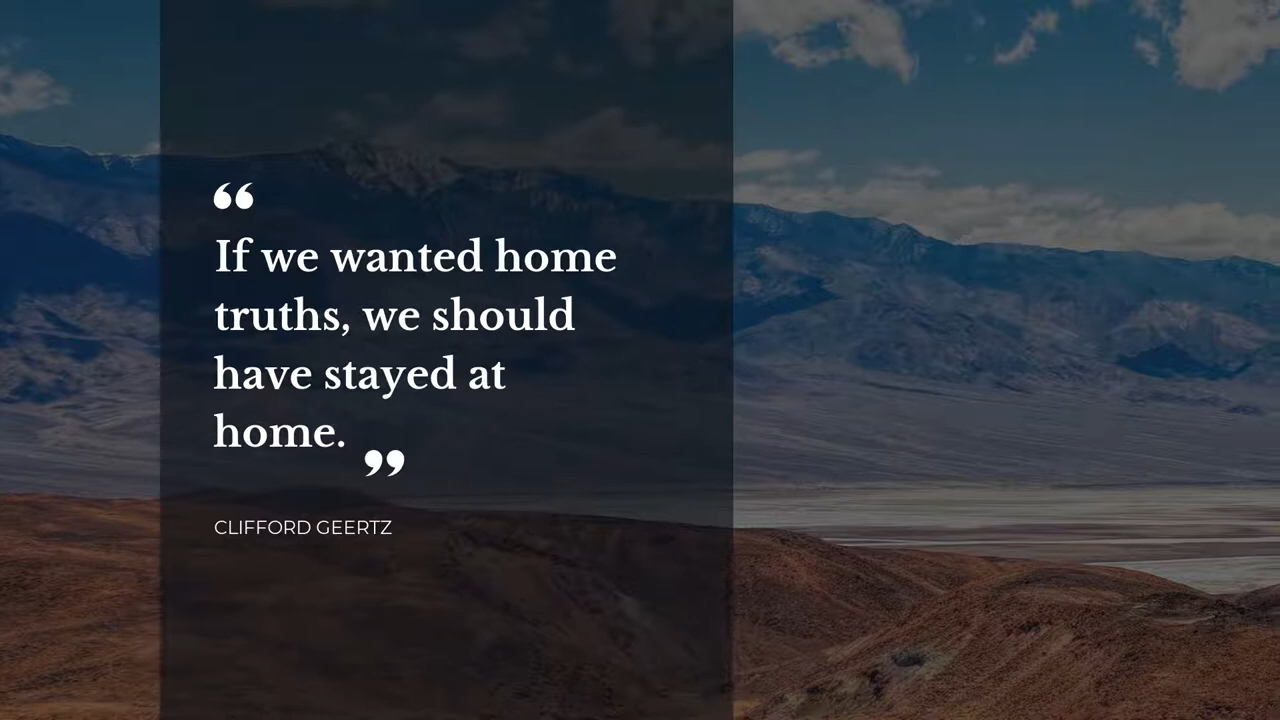 “
If we wanted home
truths, we should
have stayed at
home.
”
CLIFFORD GEERTZ